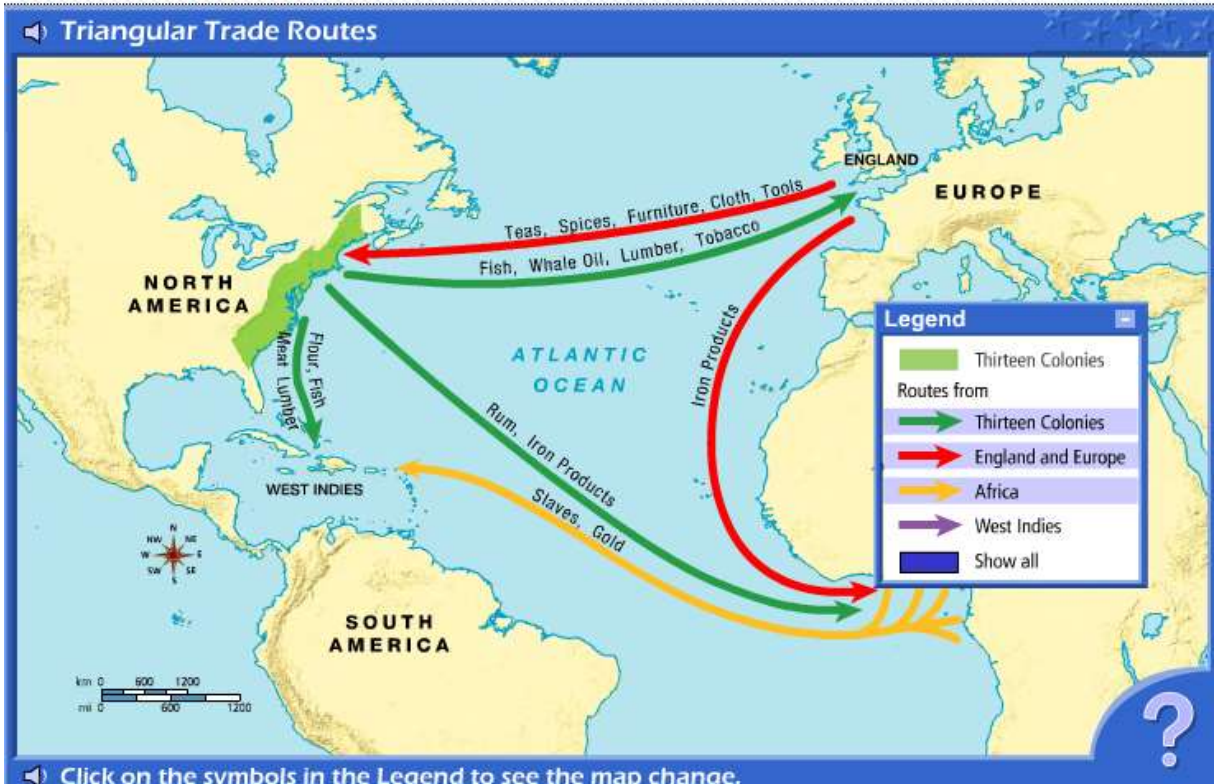 Triangular Trade Routes
ENGLAND
EUROPE
Teas, Spices, Furniture, Cloth, Tools
Fish, Whale Oil, Lumber, Tobacco
NORTH
AMERICA
Flour, Fish
Meat Lumber
ATLANTIC
OCEAN
Iron Products
Rum, Iron Products
Slaves, Gold
WEST INDIES
Legend
Thirteen Colonies
Routes from
Thirteen Colonies
England and Europe
Africa
West Indies
Show all
N
NW NE
W E
SW SE
S
SOUTH
AMERICA
km 0 600 1200
mi 0 600 1200
?
Click on the symbols in the Legend to see the map change.